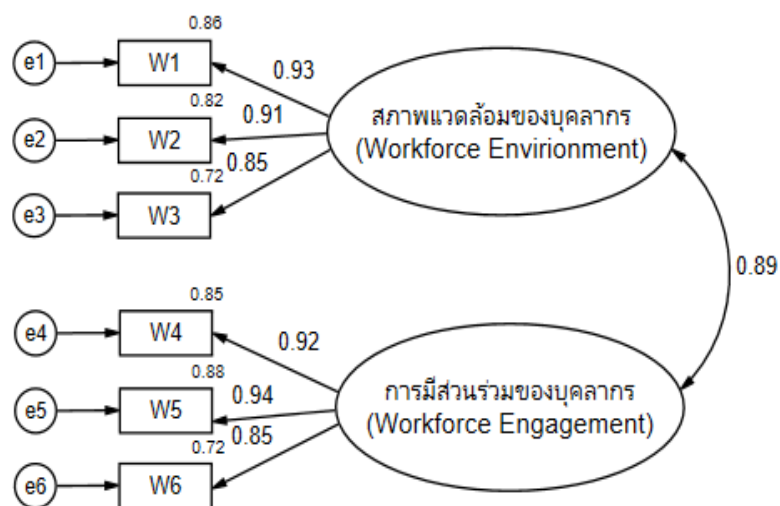 0.86
e1 W1
0.93
สภาพแวดล้อมของบุคลากร
(Workforce Envirionment)
0.82
e2 W2
0.91
0.85
0.72
e3 W3
0.89
0.85
e4 W4
0.92
การมีส่วนร่วมของบุคลากร
(Workforce Engagement)
0.88
e5 W5
0.94
0.85
0.72
e6 W6